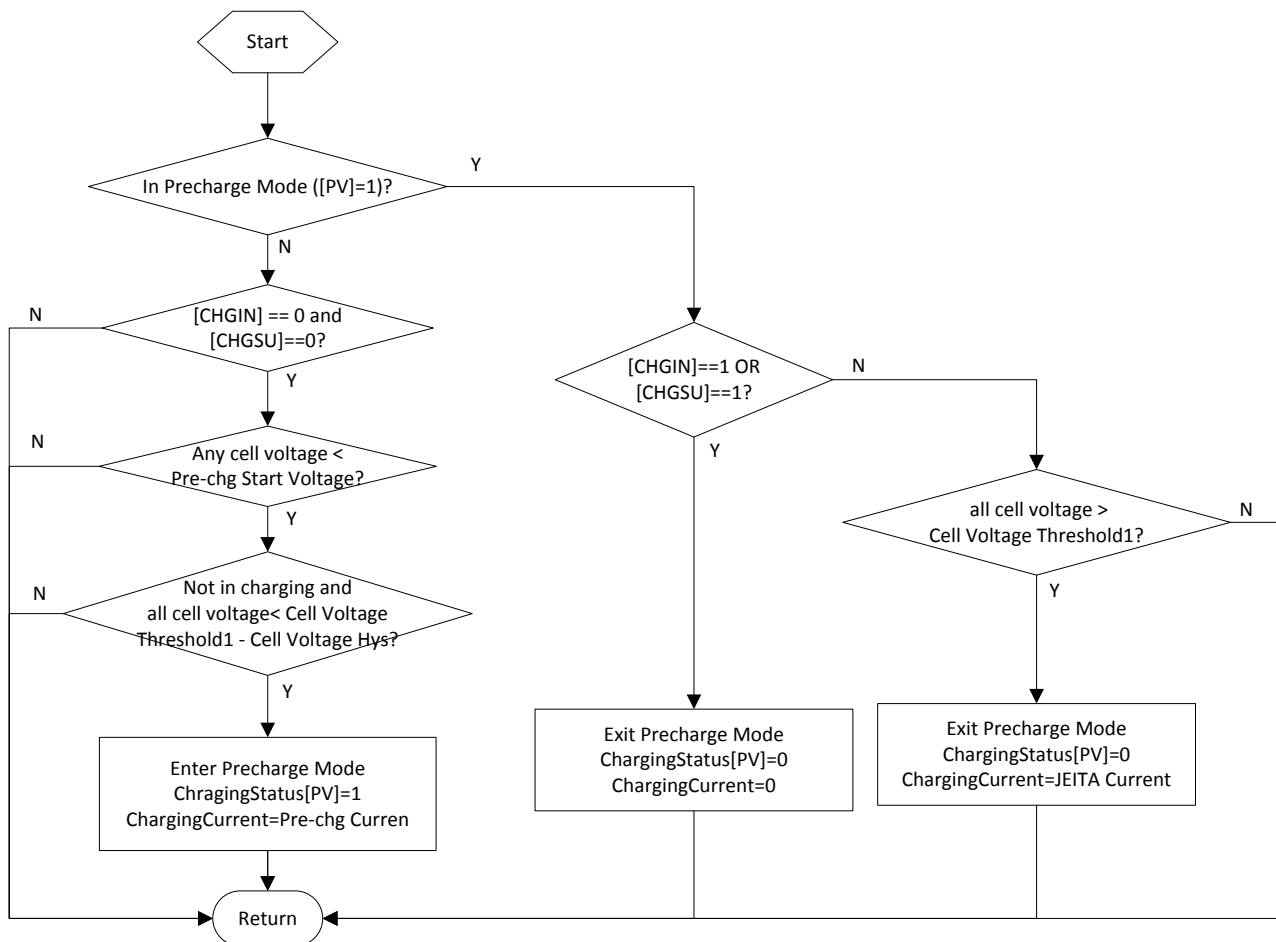 Start
In Precharge Mode ([PV]=1)?
Y
N
[CHGIN] == 0 and
[CHGSU]==0?
N
Y
Any cell voltage <
Pre-chg Start Voltage?
N
Y
Not in charging and
all cell voltage< Cell Voltage
Threshold1 - Cell Voltage Hys?
N
Y
Enter Precharge Mode
ChragingStatus[PV]=1
ChargingCurrent=Pre-chg Curren
[CHGIN]==1 OR
[CHGSU]==1?
N
Y
Exit Precharge Mode
ChargingStatus[PV]=0
ChargingCurrent=0
all cell voltage >
Cell Voltage Threshold1?
N
Y
Exit Precharge Mode
ChargingStatus[PV]=0
ChargingCurrent=JEITA Current
Return